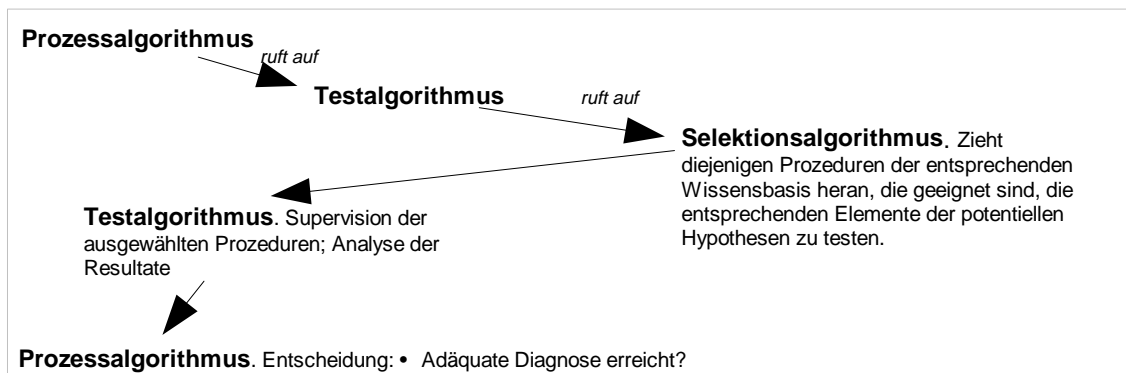 Prozessalgorithmus
ruft auf
Testalgorithmus
ruft auf
Selektionsalgorithmus. Zieht
diejenigen Prozeduren der entsprechenden
Wissensbasis heran, die geeignet sind, die
entsprechenden Elemente der potentiellen
Hypothesen zu testen.
Testalgorithmus. Supervision der
ausgewählten Prozeduren; Analyse der
Resultate
Prozessalgorithmus. Entscheidung: • Adäquate Diagnose erreicht?